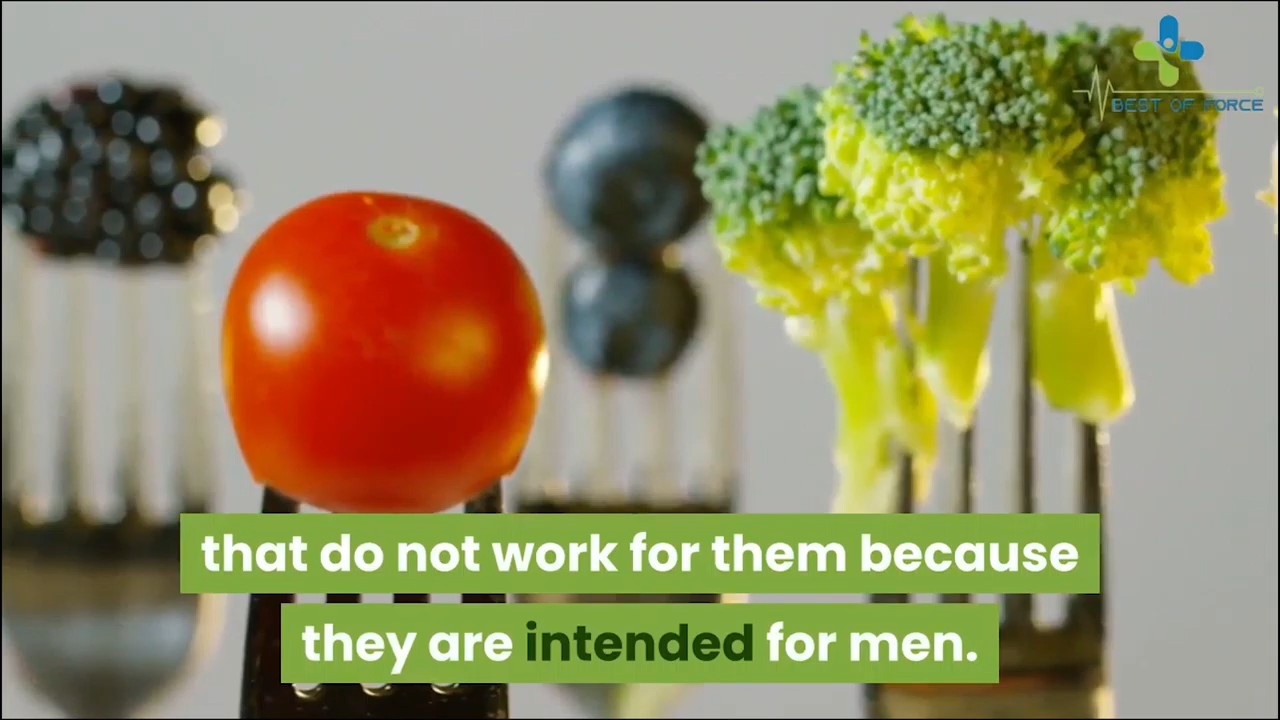 BEST OF FORCE
that do not work for them because
they are intended for men.